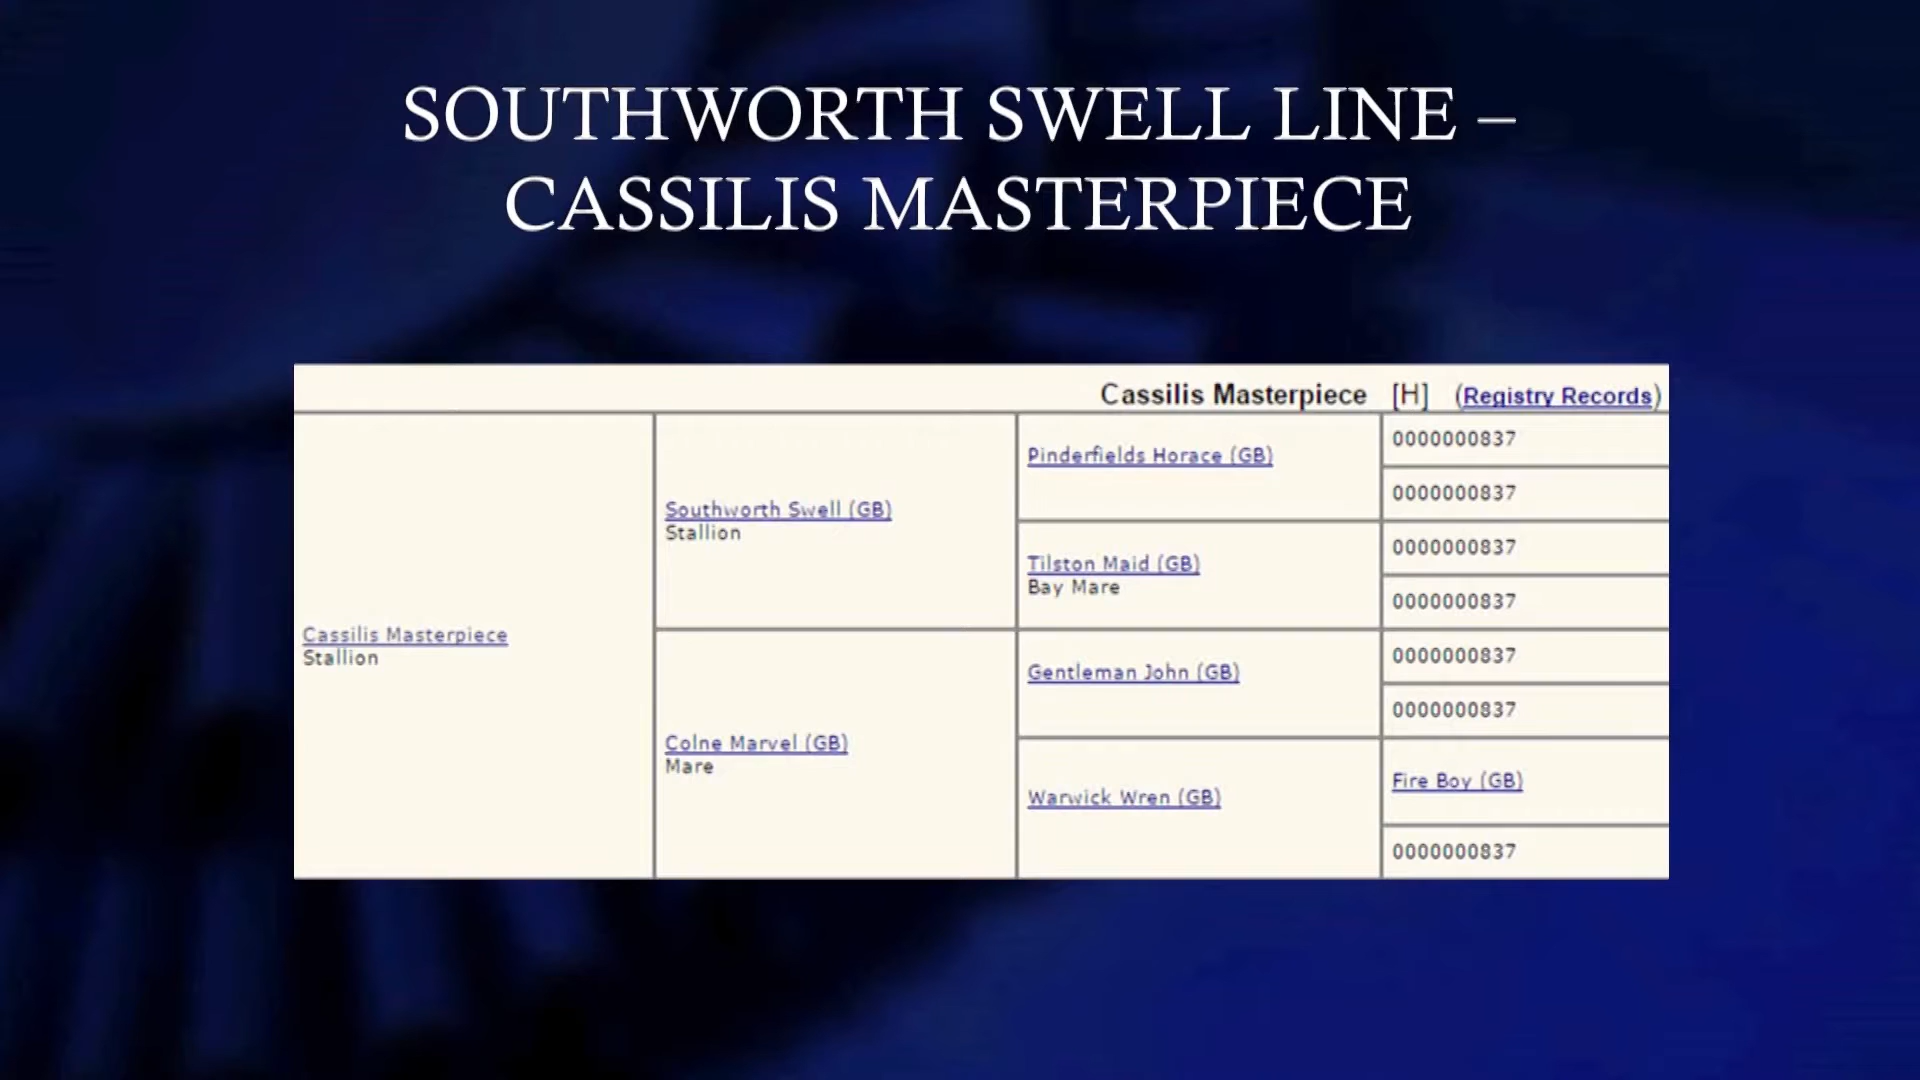 SOUTHWORTH SWELL LINE –
CASSILIS MASTERPIECE
Cassilis Masterpiece [H] (Registry Records)
Cassilis Masterpiece
Stallion
Southworth Swell (GB)
Stallion
Colne Marvel (GB)
Mare
Pinderfields Horace (GB)
Tilston Maid (GB)
Bay Mare
Gentleman John (GB)
Warwick Wren (GB)
0000000837
0000000837
0000000837
0000000837
0000000837
0000000837
Fire Boy (GB)
0000000837